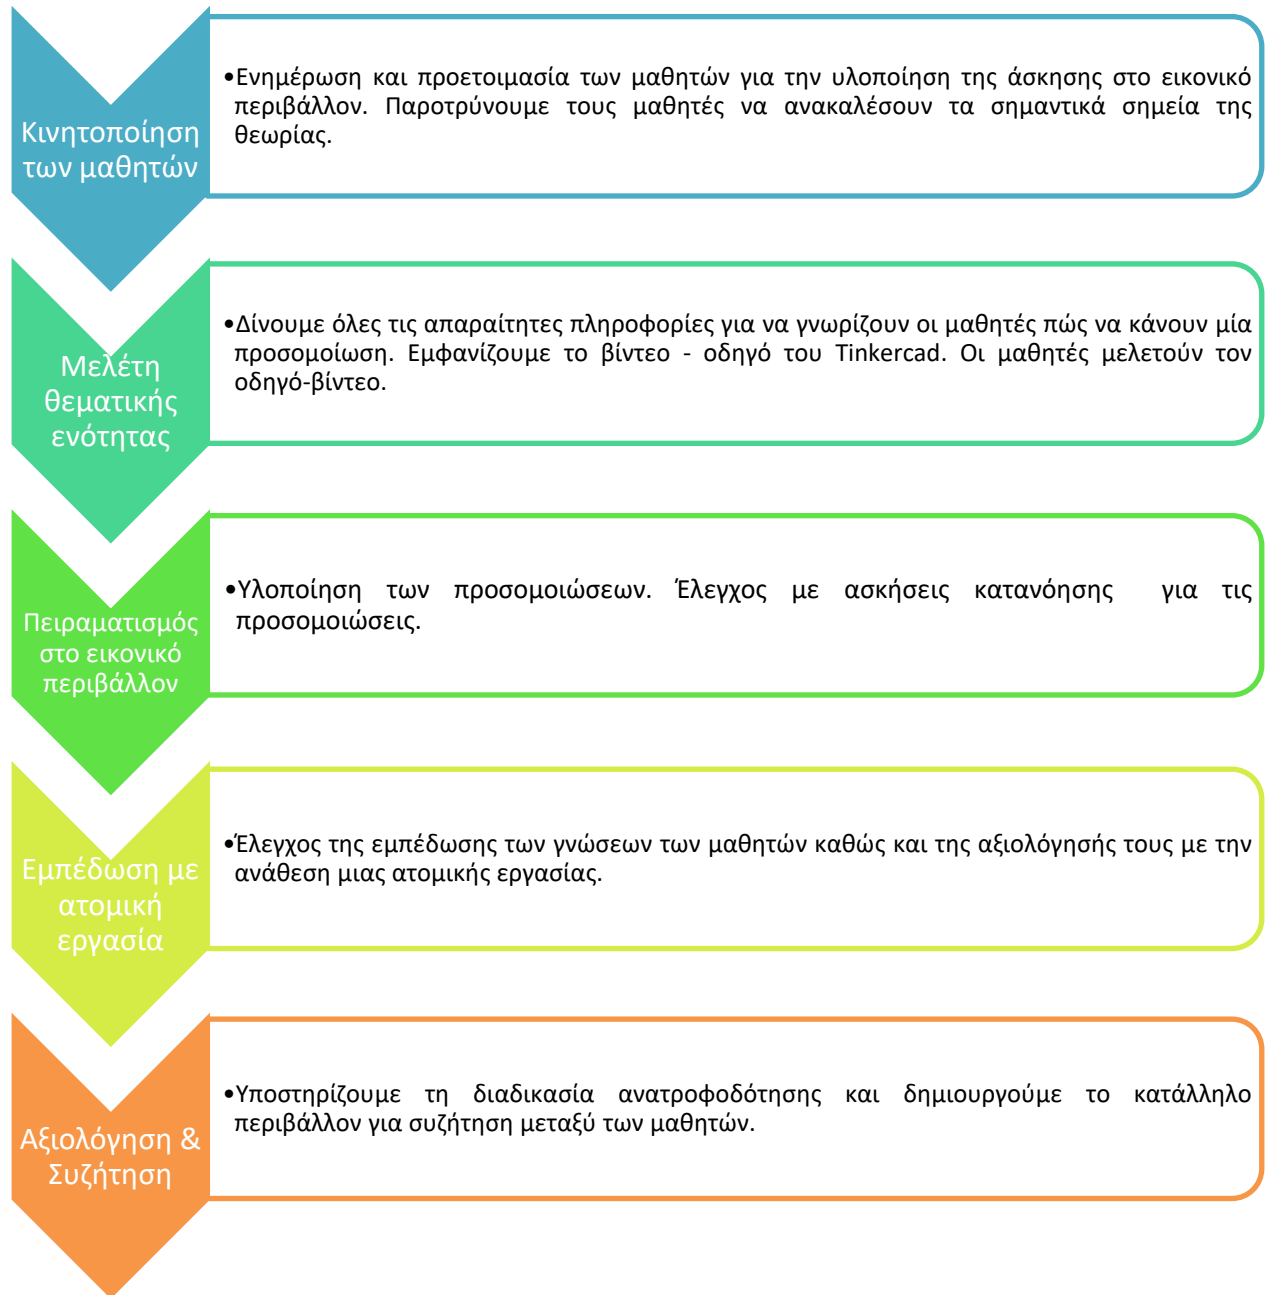 Κινητοποίηση
των μαθητών
•Ενημέρωση και προετοιμασία των μαθητών για την υλοποίηση της άσκησης στο εικονικό
περιβάλλον. Παροτρύνουμε τους μαθητές να ανακαλέσουν τα σημαντικά σημεία της
θεωρίας.
Μελέτη
θεματικής
ενότητας
•Δίνουμε όλες τις απαραίτητες πληροφορίες για να γνωρίζουν οι μαθητές πώς να κάνουν μία
προσομοίωση. Εμφανίζουμε το βίντεο - οδηγό του Tinkercad. Οι μαθητές μελετούν τον
οδηγό-βίντεο.
Πειραματισμός
στο εικονικό
περιβάλλον
•Υλοποίηση των προσομοιώσεων. Έλεγχος με ασκήσεις κατανόησης για τις
προσομοιώσεις.
Εμπέδωση με
ατομική
εργασία
•Έλεγχος της εμπέδωσης των γνώσεων των μαθητών καθώς και της αξιολόγησής τους με την
ανάθεση μιας ατομικής εργασίας.
Αξιολόγηση &
Συζήτηση
•Υποστηρίζουμε τη διαδικασία ανατροφοδότησης και δημιουργούμε το κατάλληλο
περιβάλλον για συζήτηση μεταξύ των μαθητών.